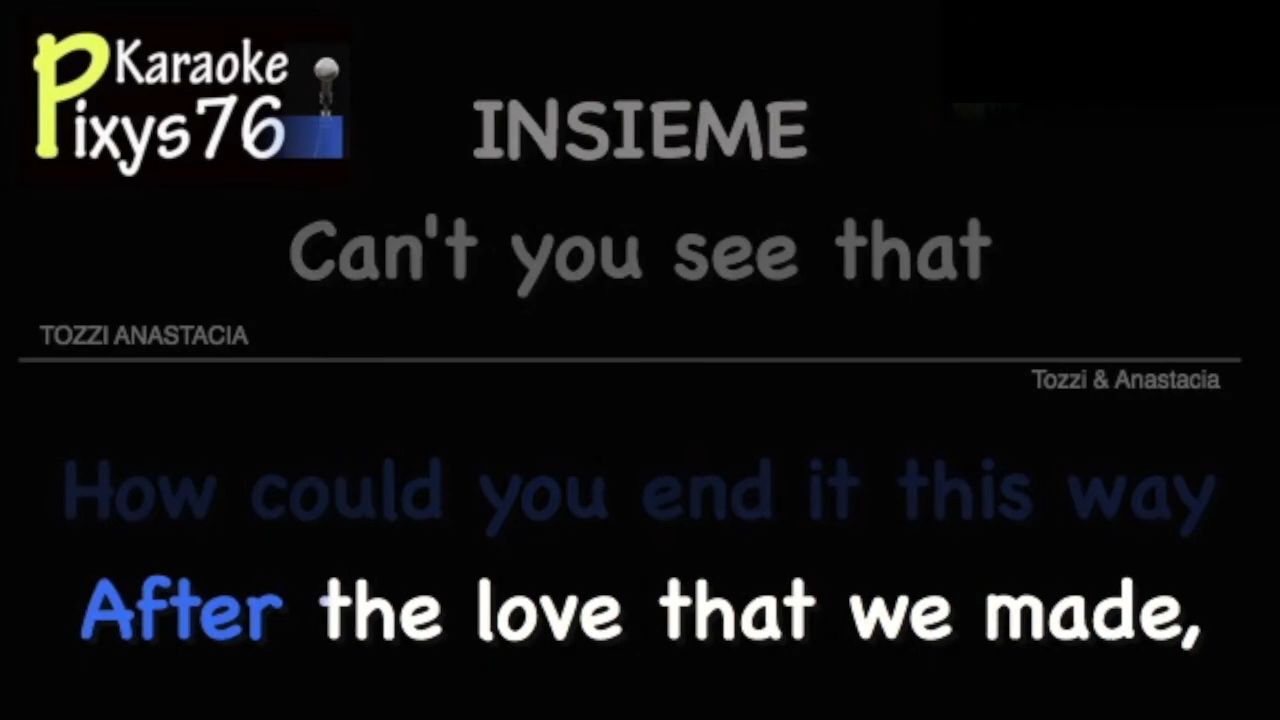 Karaoke
Pixys76
INSIEME
Can't you see that
TOZZI ANASTACIA
Tozzi & Anastacia
How could you end it this way
After the love that we made,